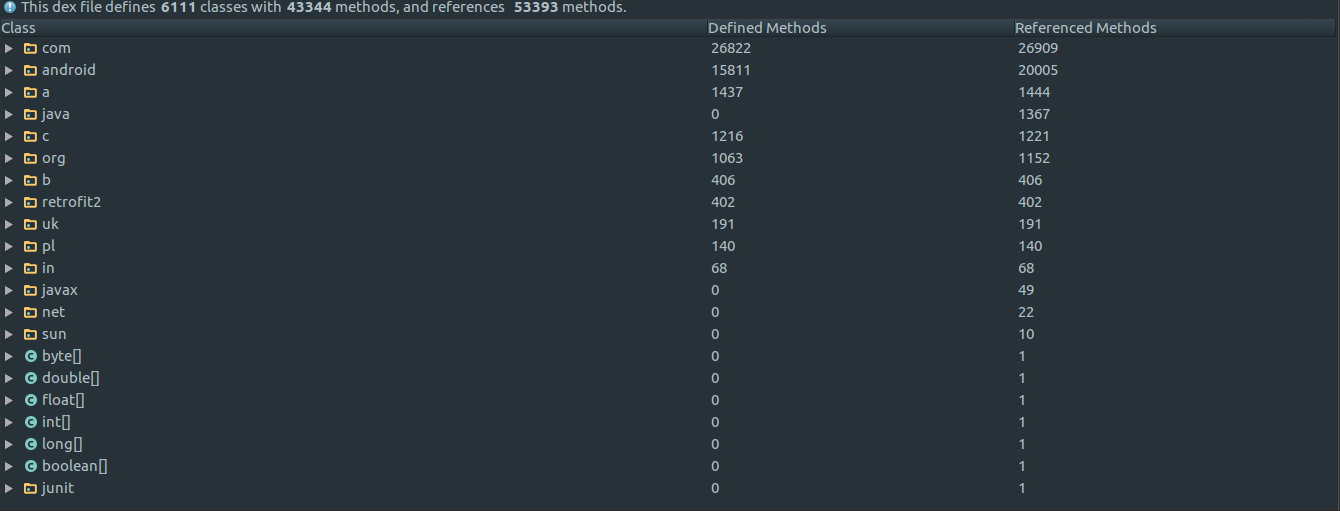 This dex file defines 6111 classes with 43344 methods, and references 53393 methods.
Class Defined Methods Referenced Methods
com 26822 26909
android 15811 20005
a 1437 1444
java 0 1367
c 1216 1221
org 1063 1152
b 406 406
retrofit2 402 402
uk 191 191
pl 140 140
in 68 68
javax 0 49
net 0 22
sun 0 10
byte[] 0 1
double[] 0 1
float[] 0 1
int[] 0 1
long[] 0 1
boolean[] 0 1
junit 0 1